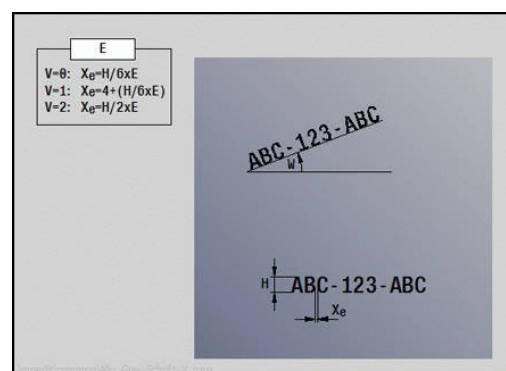 E
V=0: Xe=H/6xE
V=1: Xe=4+(H/6xE)
V=2: Xe=H/2xE
ABC-123-ABC
W
H
ABC-123-ABC
Xe